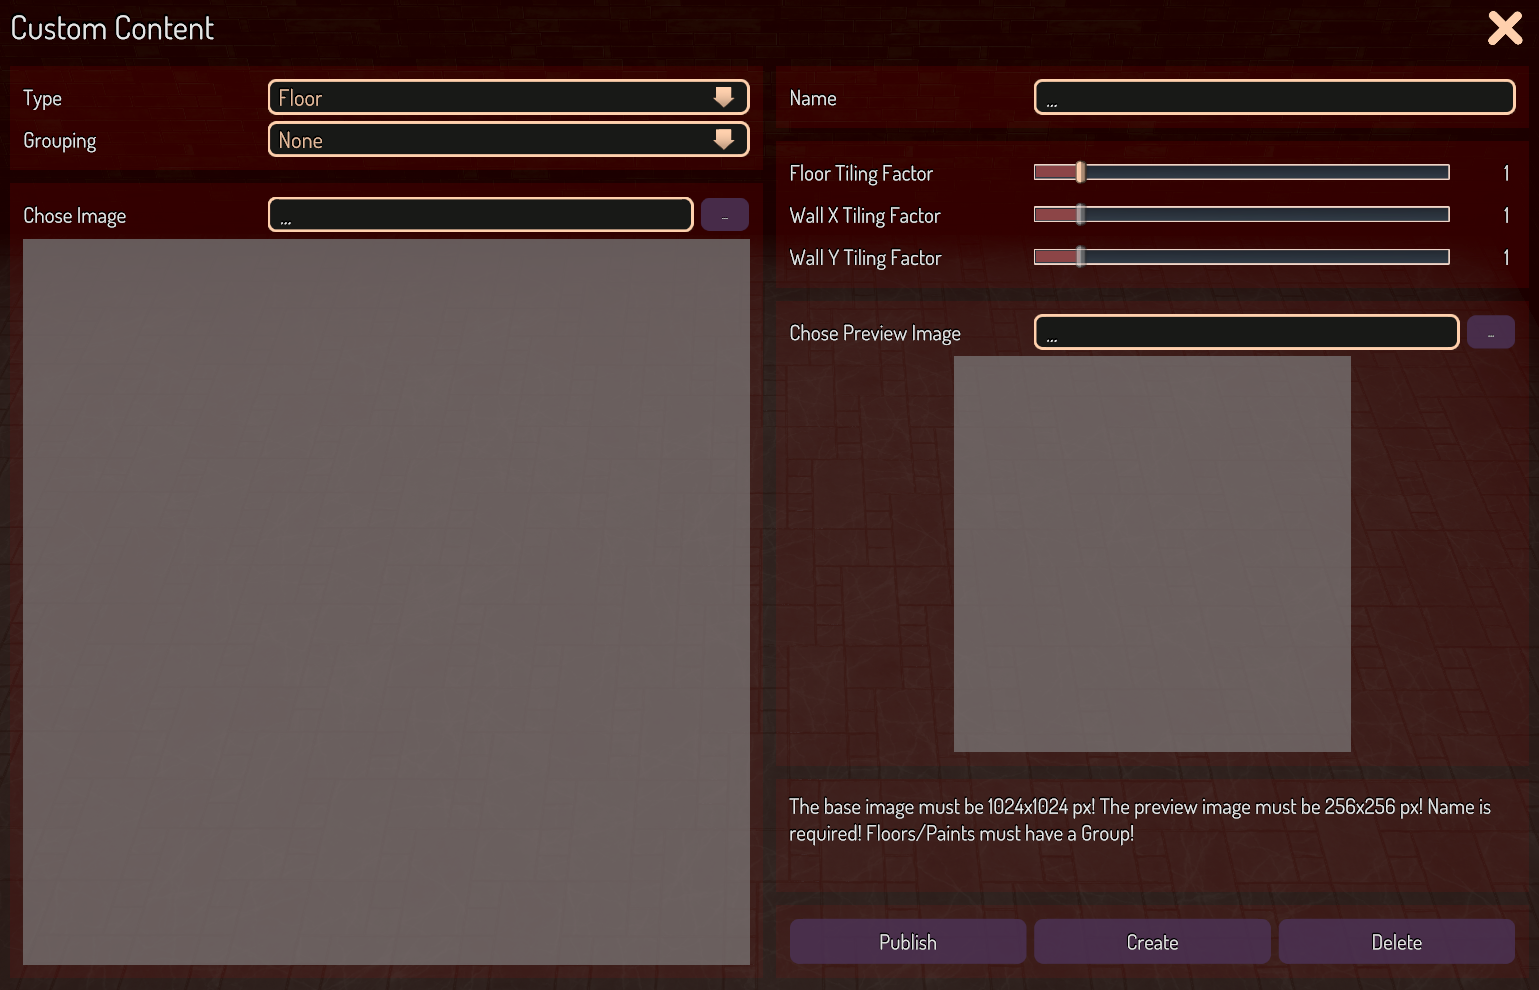 Custom Content
Type
Floor
Grouping
None
Chose Image
,,,
...
Name
,,,
Floor Tiling Factor
1
Wall X Tiling Factor
1
Wall Y Tiling Factor
1
Chose Preview Image
,,,
...
The base image must be 1024x1024 px! The preview image must be 256x256 px! Name is
required! Floors/Paints must have a Group!
Publish
Create
Delete